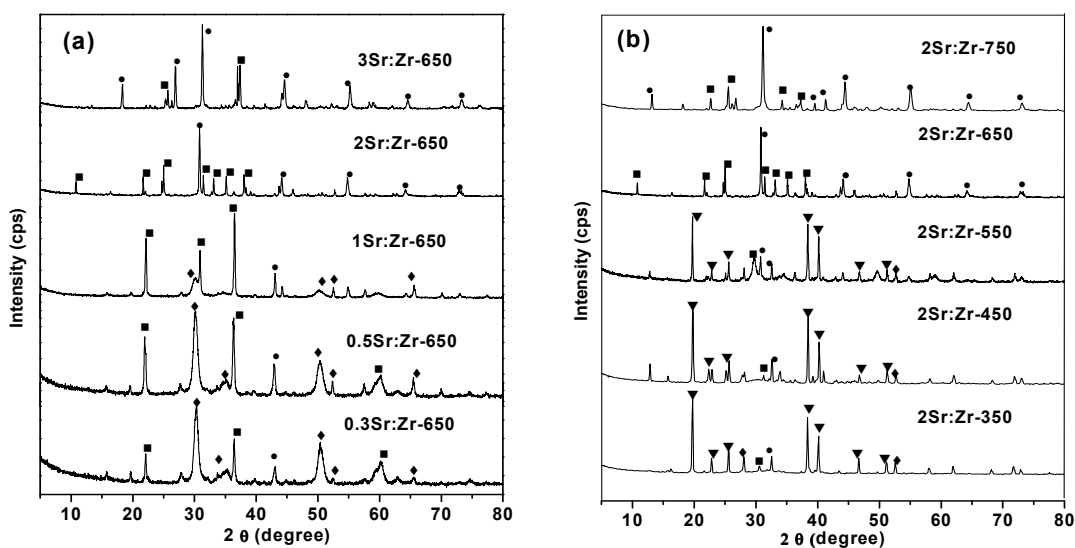 (a)
3Sr:Zr-650
2Sr:Zr-650
1Sr:Zr-650
0.5Sr:Zr-650
0.3Sr:Zr-650
Intensity (cps)
10 20 30 40 50 60 70 80
2 θ (degree)
(b)
2Sr:Zr-750
2Sr:Zr-650
2Sr:Zr-550
2Sr:Zr-450
2Sr:Zr-350
Intensity (cps)
10 20 30 40 50 60 70 80
2 θ (degree)